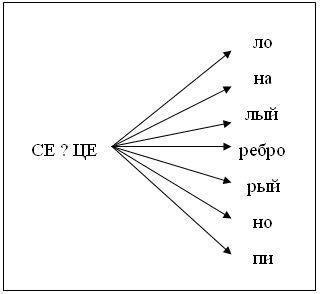 СЕ ? ЦЕ
ло
на
лый
ребро
рый
но
пи